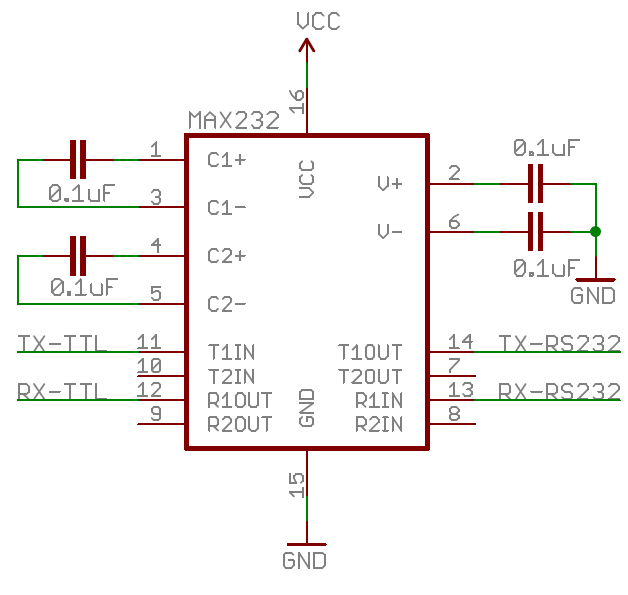 VCC
16
MAX232
1
C1+
VCC
0.1uF
2
V+
0.1uF
3
C1-
6
V-
4
C2+
0.1uF
GND
0.1uF
5
C2-
TX-TTL
11
T1IN
T1OUT
14
TX-RS232
10
T2IN
T2OUT
7
RX-TTL
12
R1OUT
GND
R1IN
13
RX-RS232
9
R2OUT
R2IN
8
15
GND